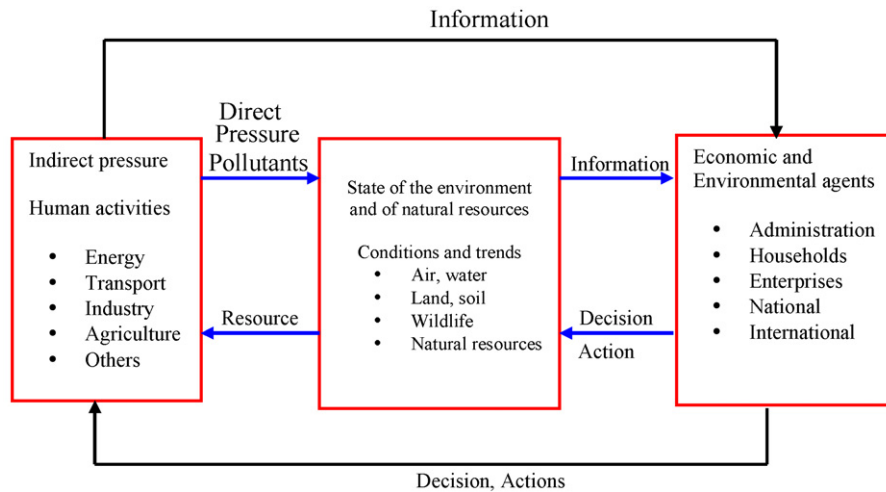 Information
Direct
Pressure
Pollutants
Indirect pressure
Human activities
• Energy
• Transport
• Industry
• Agriculture
• Others
State of the environment
and of natural resources
Conditions and trends
• Air, water
• Land, soil
• Wildlife
• Natural resources
Information
Economic and
Environmental agents
• Administration
• Households
• Enterprises
• National
• International
Resource
Decision
Action
Decision, Actions